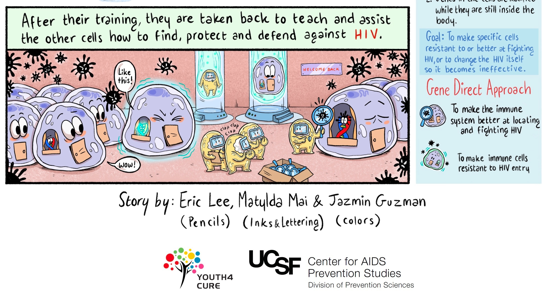 After their training, they are taken back to teach and assist
the other cells how to find, protect and defend against HIV.
Like this!
WELCOME BACK
WOW!
while they are still inside the
body.
Goal: To make specific cells
resistant to or better at fighting
HIV, or to change the HIV itself
so it becomes ineffective.
Gene Direct Approach
To make the immune
system better at locating
and fighting HIV
To make immune cells
resistant to HIV entry
Story by: Eric Lee, Matylda Mai & Jazmin Guzman
(Pencils) (Inks & Lettering) (Colors)
YOUTH4
CURE
UCSF Center for AIDS
Prevention Studies
Division of Prevention Sciences